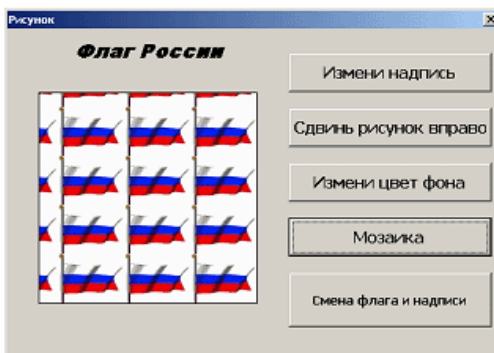 Рисунок
Флаг России
Измени надпись
Сдвинь рисунок вправо
Измени цвет фона
Мозаика
Смена флага и надписи